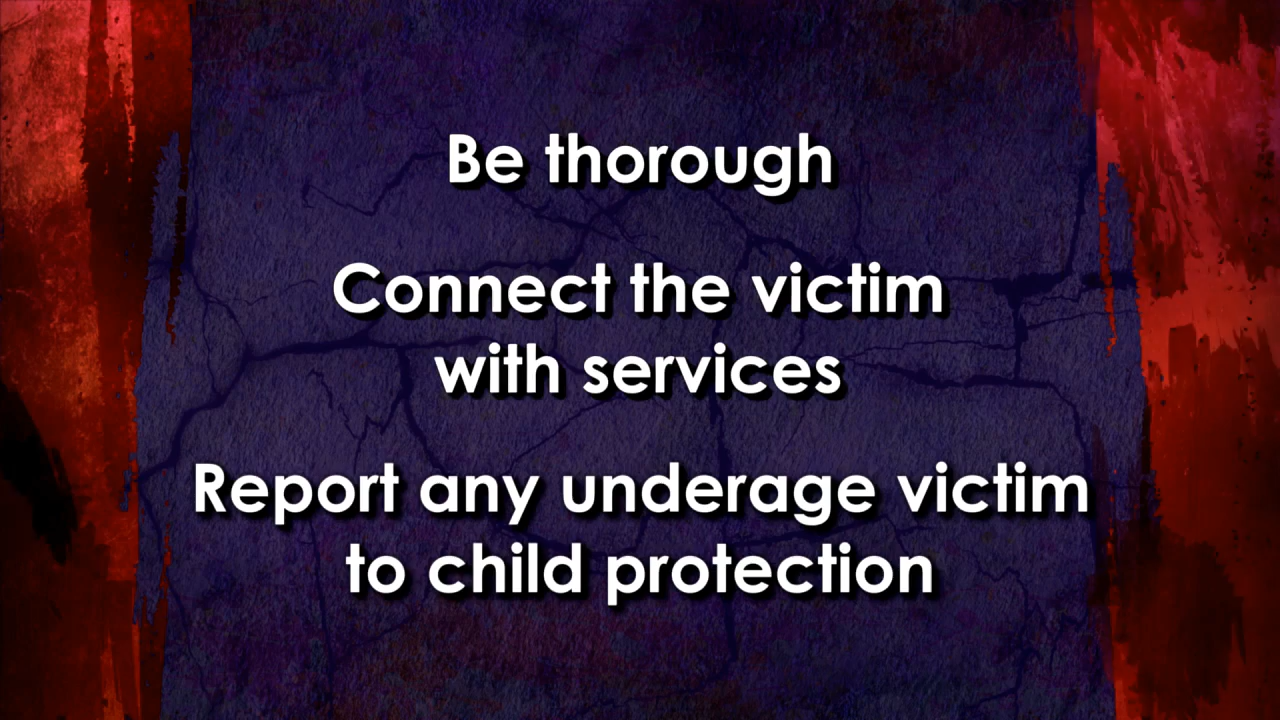 Be thorough
Connect the victim
with services
Report any underage victim
to child protection